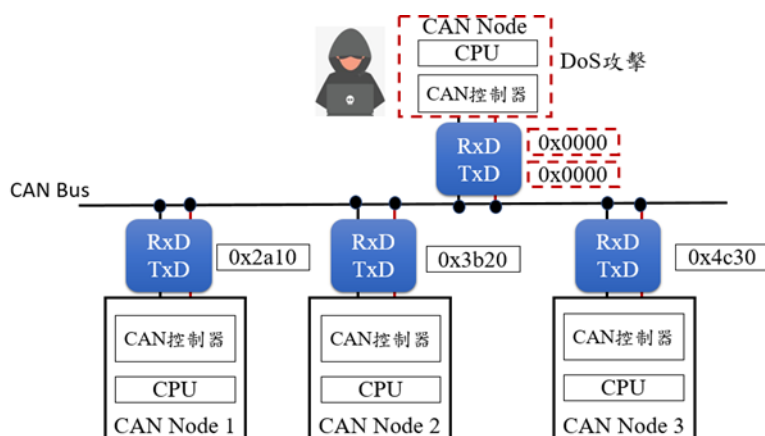 CAN Node
CPU
CAN控制器
DoS攻擊
RxD
TxD
0x0000
0x0000
CAN Bus
RxD
TxD
0x2a10
RxD
TxD
0x3b20
RxD
TxD
0x4c30
CAN控制器
CPU
CAN Node 1
CAN控制器
CPU
CAN Node 2
CAN控制器
CPU
CAN Node 3